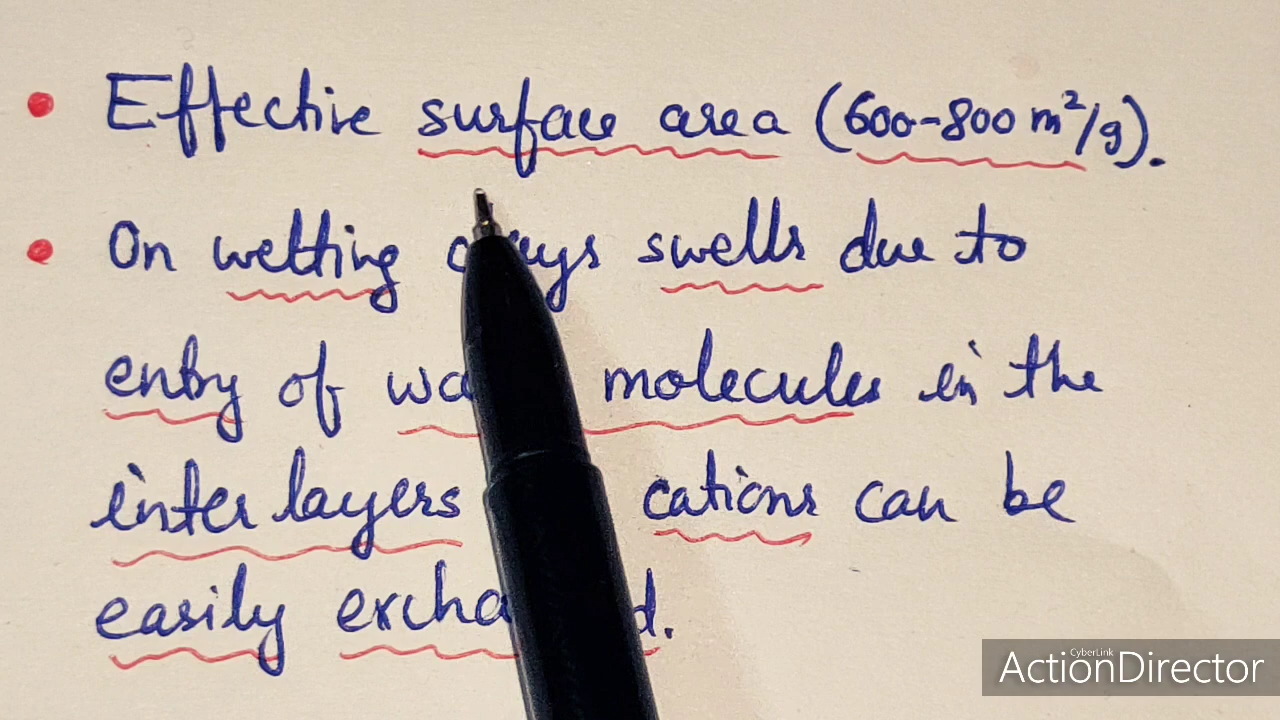 • Effective surface area (600-800 m²/g).
• On wetting clays swells due to
entry of molecules in the
interlayers cations can be
easily
CyberLink
ActionDirector